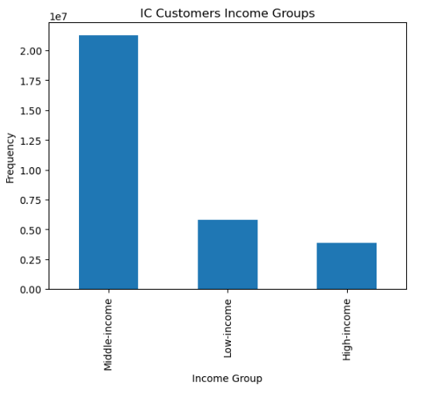 IC Customers Income Groups
1e7
2.00
1.75
1.50
1.25
1.00
0.75
0.50
0.25
0.00
Frequency
Middle-income
Low-income
High-income
Income Group